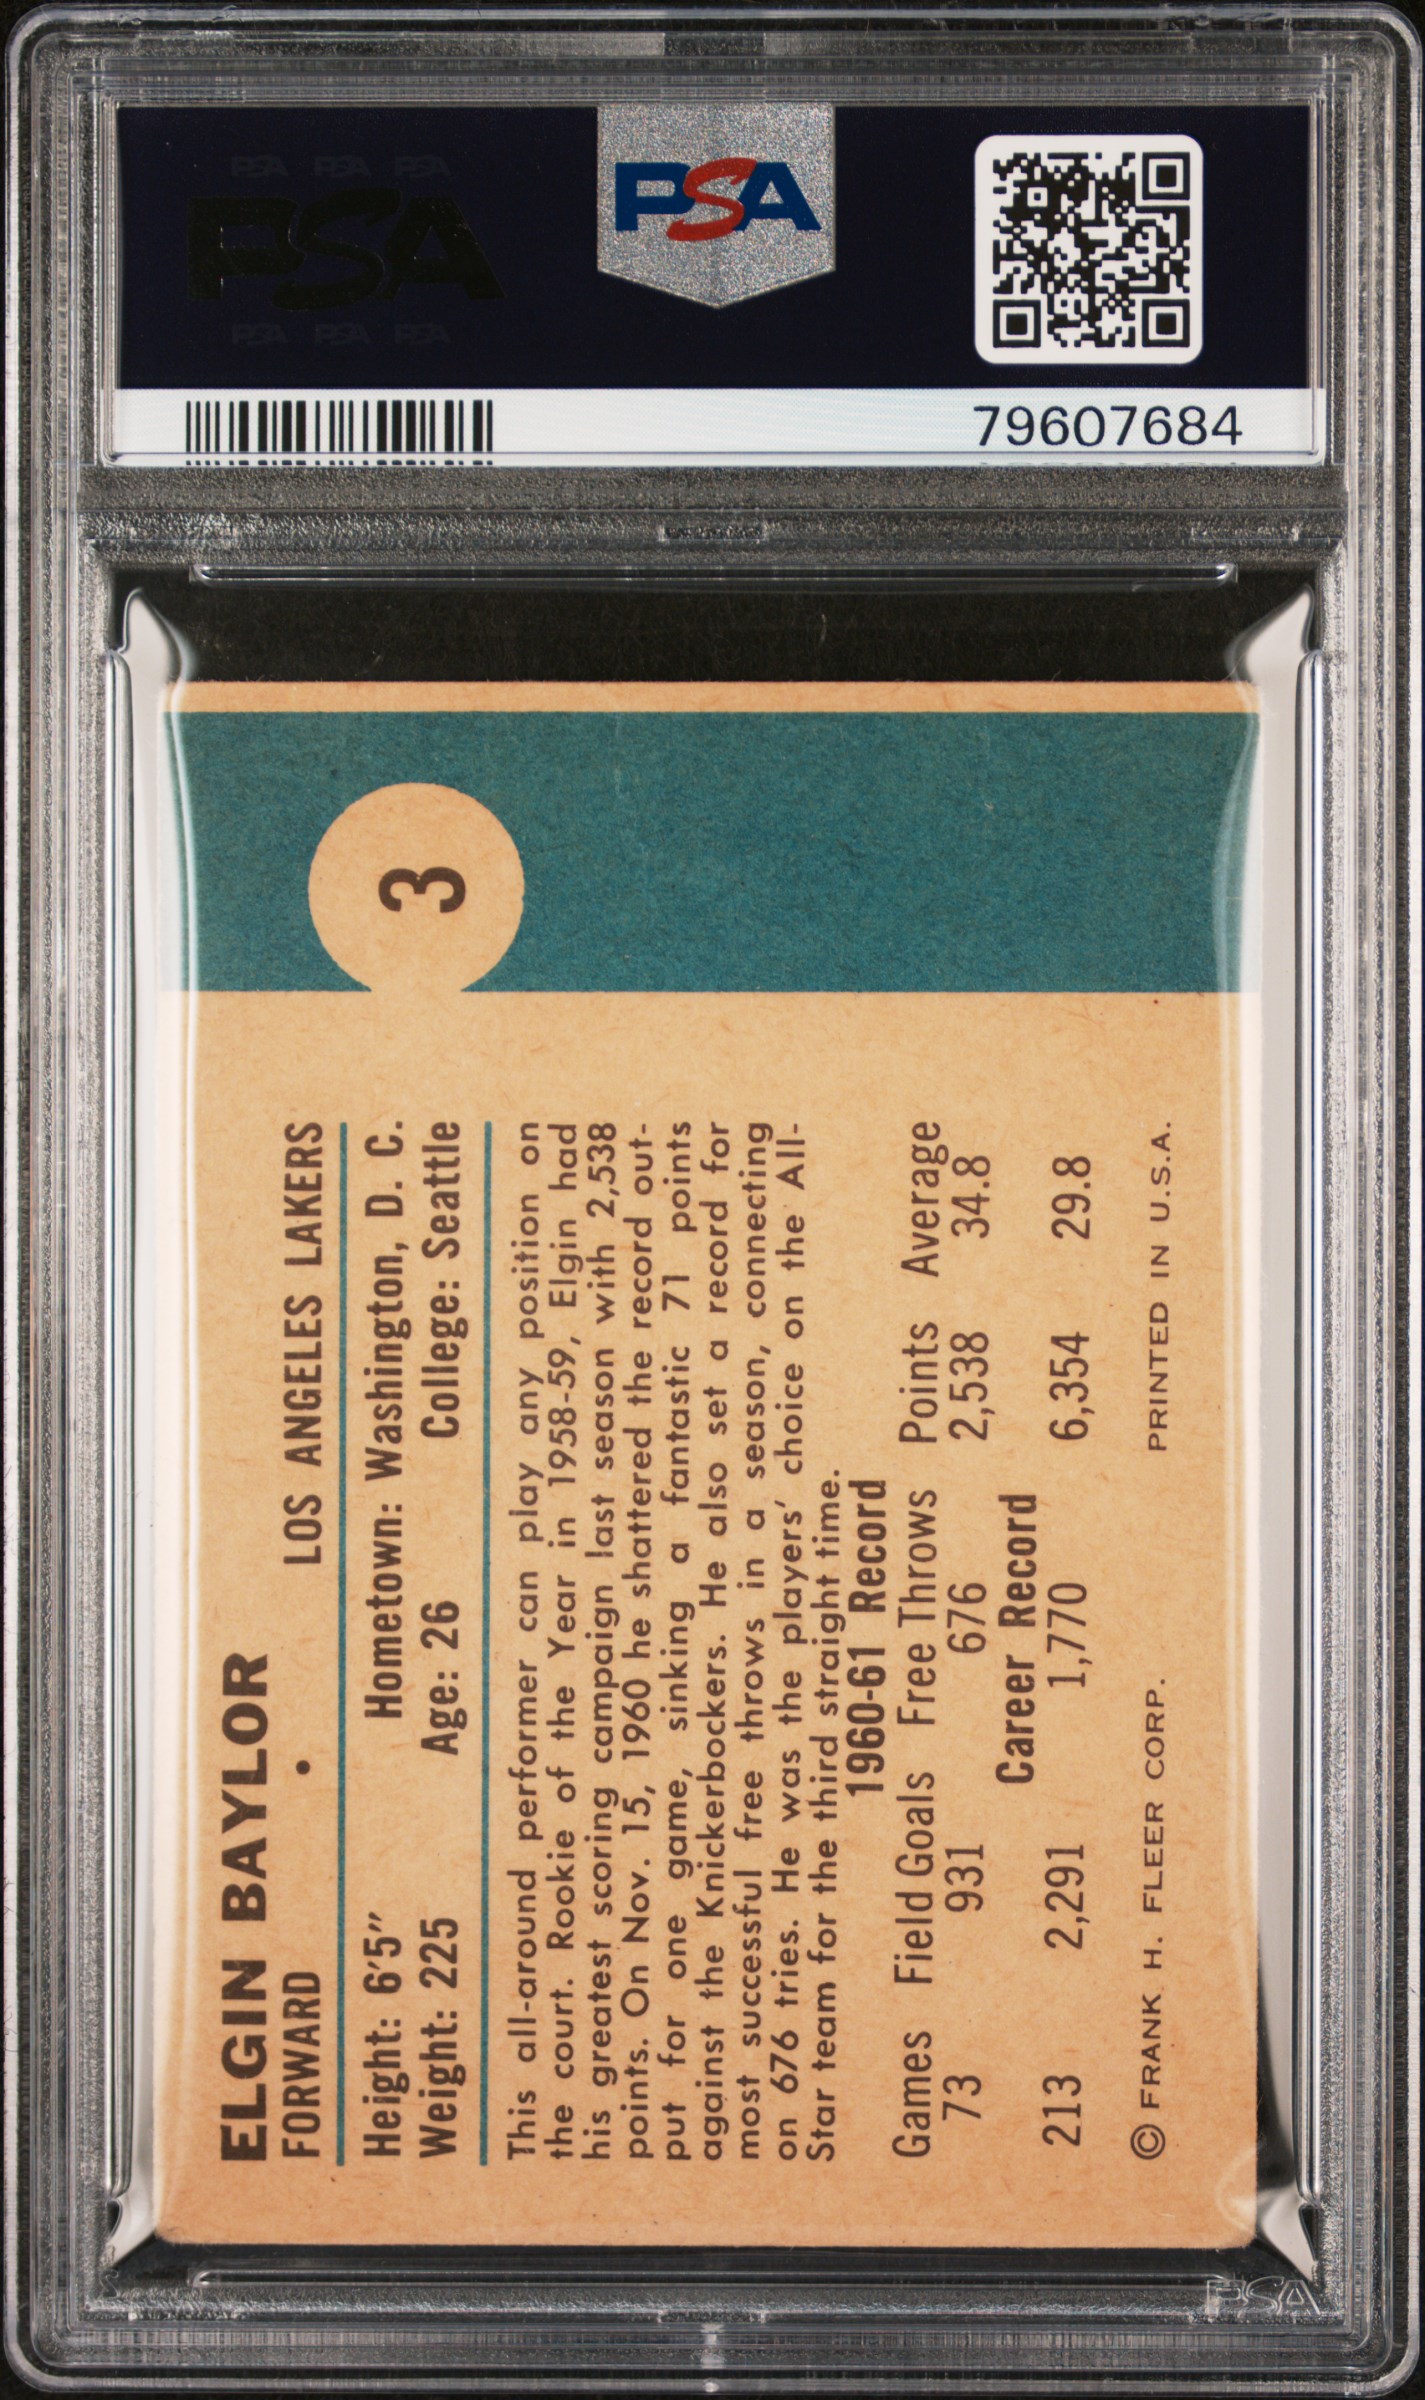 PSA PSA PSA
PSA
PSA PSA PSA
PSA
79607684
3
ELGIN BAYLOR
FORWARD • LOS ANGELES LAKERS
Height: 6'5" Hometown: Washington, D. C.
Weight: 225 Age: 26 College: Seattle
This all-around performer can play any position on
the court. Rookie of the Year in 1958-59, Elgin had
his greatest scoring campaign last season with 2,538
points. On Nov. 15, 1960 he shattered the record out-
put for one game, sinking a fantastic 71 points
against the Knickerbockers. He also set a record for
most successful free throws in a season, connecting
on 676 tries. He was the players' choice on the All-
Star team for the third straight time.
1960-61 Record
Games Field Goals Free Throws Points Average
73 931 676 2,538 34.8
Career Record
213 2,291 1,770 6,354 29.8
© FRANK H. FLEER CORP. PRINTED IN U.S.A.
PSA